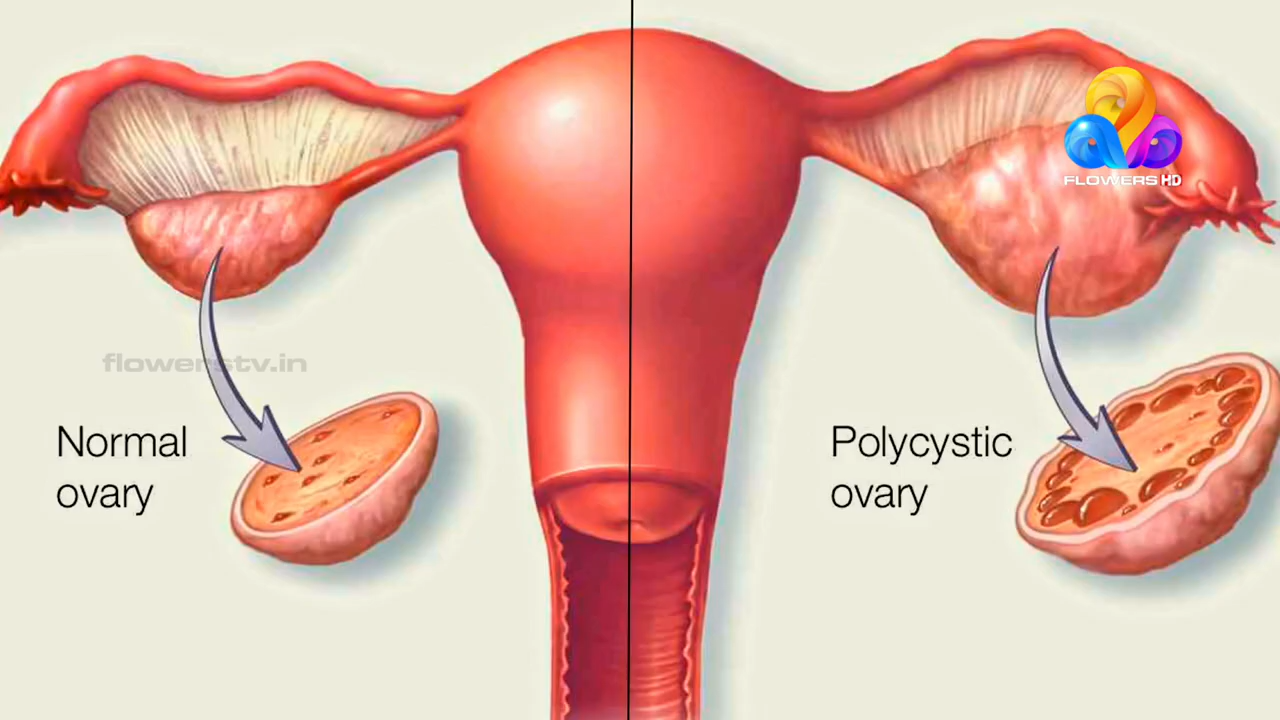 FLOWERS HD
flowerstv.in
Normal
ovary
Polycystic
ovary